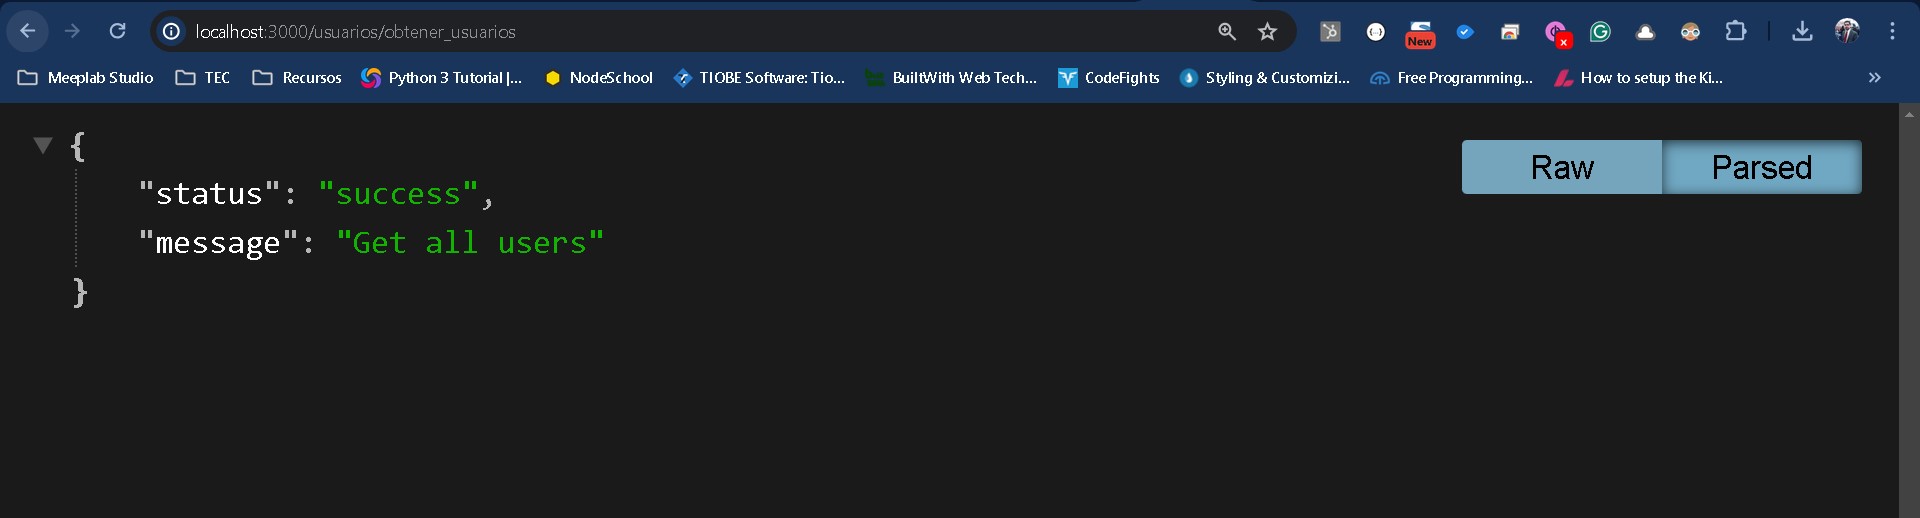 localhost:3000/usuarios/obtener_usuarios
New
Meeplab Studio TEC Recursos Python 3 Tutorial |... NodeSchool TIOBE Software: Tio... BuiltWith Web Tech... CodeFights Styling & Customizi... Free Programming... How to setup the Ki... »
{
"status": "success",
"message": "Get all users"
}
Raw Parsed